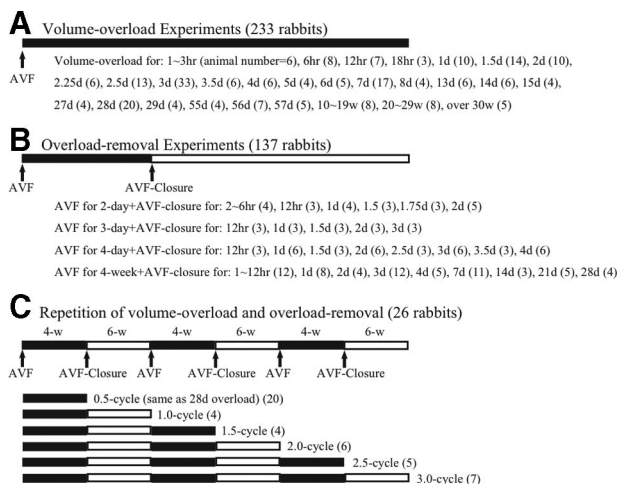 A Volume-overload Experiments (233 rabbits)
AVF
Volume-overload for: 1~3hr (animal number=6), 6hr (8), 12hr (7), 18hr (3), 1d (10), 1.5d (14), 2d (10),
2.25d (6), 2.5d (13), 3d (33), 3.5d (6), 4d (6), 5d (4), 6d (5), 7d (17), 8d (4), 13d (6), 14d (6), 15d (4),
27d (4), 28d (20), 29d (4), 55d (4), 56d (7), 57d (5), 10~19w (8), 20~29w (8), over 30w (5)
B Overload-removal Experiments (137 rabbits)
AVF AVF-Closure
AVF for 2-day+AVF-closure for: 2~6hr (4), 12hr (3), 1d (4), 1.5 (3),1.75d (3), 2d (5)
AVF for 3-day+AVF-closure for: 12hr (3), 1d (3), 1.5d (3), 2d (3), 3d (3)
AVF for 4-day+AVF-closure for: 12hr (3), 1d (6), 1.5d (3), 2d (6), 2.5d (3), 3d (6), 3.5d (3), 4d (6)
AVF for 4-week+AVF-closure for: 1~12hr (12), 1d (8), 2d (4), 3d (12), 4d (5), 7d (11), 14d (3), 21d (5), 28d (4)
C Repetition of volume-overload and overload-removal (26 rabbits)
4-w 6-w 4-w 6-w 4-w 6-w
AVF AVF-Closure AVF AVF-Closure AVF AVF-Closure
0.5-cycle (same as 28d overload) (20)
1.0-cycle (4)
1.5-cycle (4)
2.0-cycle (6)
2.5-cycle (5)
3.0-cycle (7)